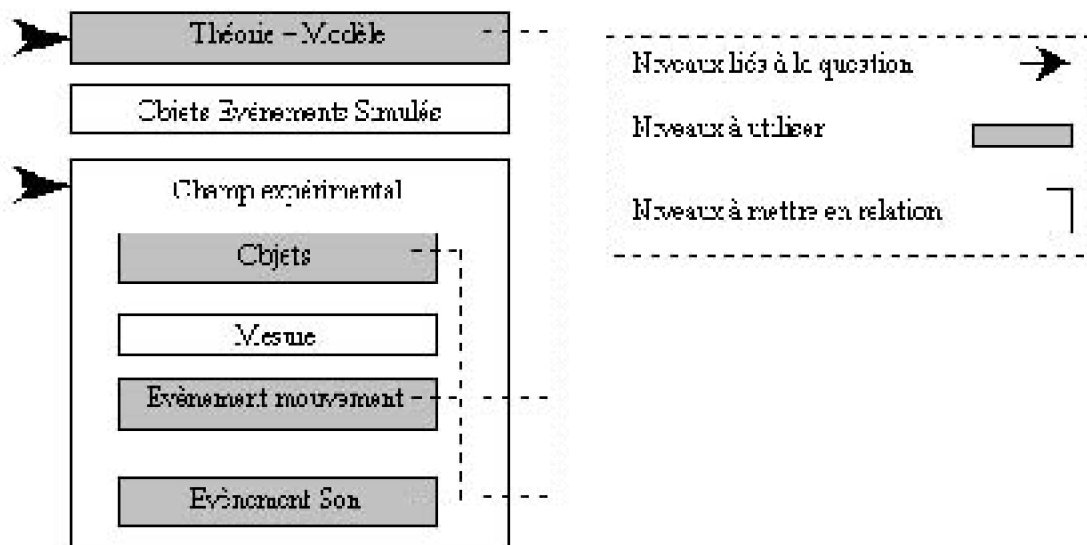 Théorie – Modèle
Objets Evénements Simulés
Champ expérimental
Objets
Mesure
Evènement mouvement
Evènement Son
Niveaux liés à la question
Niveaux à utiliser
Niveaux à mettre en relation